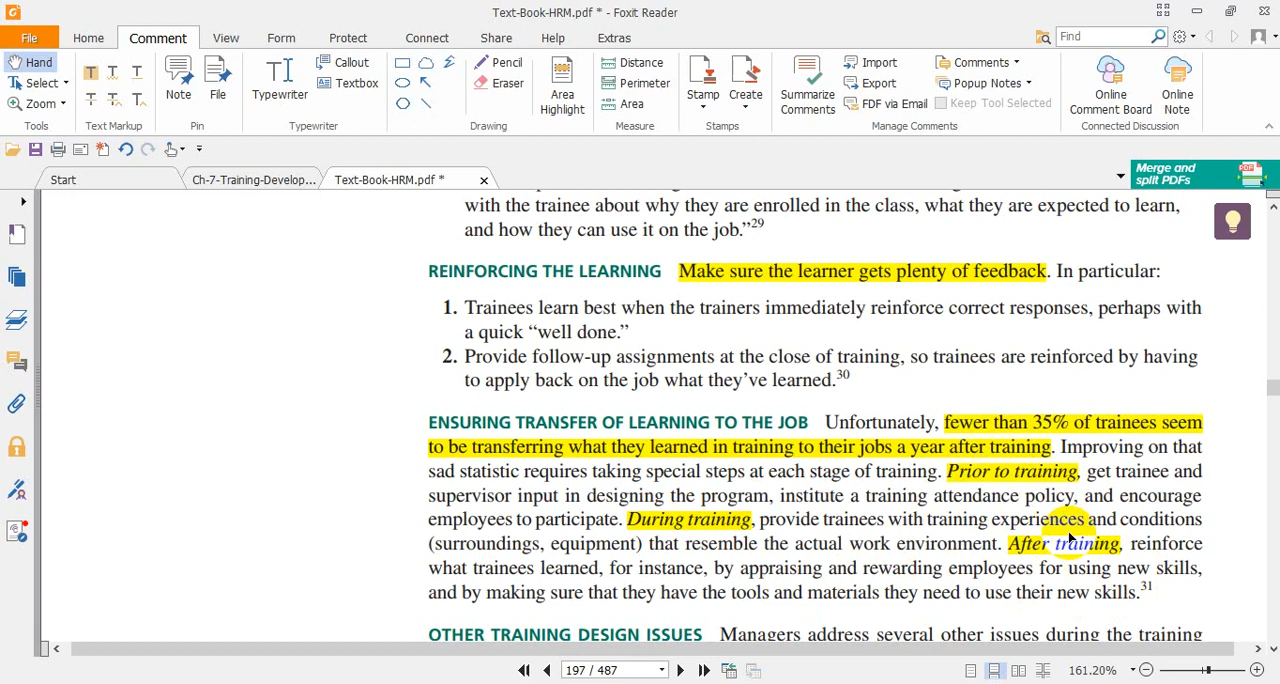 Text-Book-HRM.pdf * - Foxit Reader
File Home Comment View Form Protect Connect Share Help Extras Find
Hand
Select
Zoom
Tools
T T T
T T T
Text Markup
Note
File
Pin
Typewriter
Callout
Textbox
Typewriter
Pencil
Eraser
Drawing
Area
Highlight
Distance
Perimeter
Area
Measure
Stamp
Create
Stamps
Summarize
Comments
Import
Export
FDF via Email
Comments
Popup Notes
Keep Tool Selected
Manage Comments
Online
Comment Board
Online
Note
Connected Discussion
Start
Ch-7-Training-Develop...
Text-Book-HRM.pdf *
Merge and
split PDFs
PDF
with the trainee about why they are enrolled in the class, what they are expected to learn,
and how they can use it on the job.”29
REINFORCING THE LEARNING Make sure the learner gets plenty of feedback. In particular:
1. Trainees learn best when the trainers immediately reinforce correct responses, perhaps with
a quick “well done.”
2. Provide follow-up assignments at the close of training, so trainees are reinforced by having
to apply back on the job what they’ve learned.30
ENSURING TRANSFER OF LEARNING TO THE JOB Unfortunately, fewer than 35% of trainees seem
to be transferring what they learned in training to their jobs a year after training. Improving on that
sad statistic requires taking special steps at each stage of training. Prior to training, get trainee and
supervisor input in designing the program, institute a training attendance policy, and encourage
employees to participate. During training, provide trainees with training experiences and conditions
(surroundings, equipment) that resemble the actual work environment. After training, reinforce
what trainees learned, for instance, by appraising and rewarding employees for using new skills,
and by making sure that they have the tools and materials they need to use their new skills.31
OTHER TRAINING DESIGN ISSUES Managers address several other issues during the training
197 / 487
161.20%